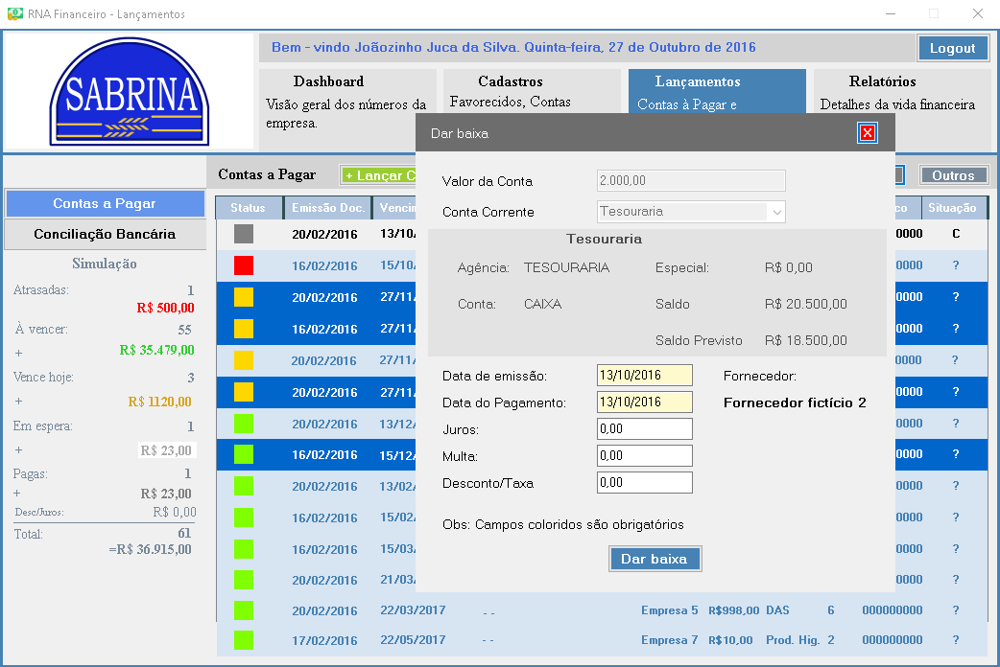 RNA Financeiro - Lançamentos
SABRINA
Bem - vindo Joãozinho Juca da Silva. Quinta-feira, 27 de Outubro de 2016
Logout
Dashboard
Visão geral dos números da
empresa.
Cadastros
Favorecidos, Contas
Lançamentos
Contas à Pagar e
Relatórios
Detalhes da vida financeira
Contas a Pagar
+ Lançar C
Outros
Contas a Pagar
Conciliação Bancária
Simulação
Atrasadas: 1
R$ 500,00
À vencer: 55
+ R$ 35.479,00
Vence hoje: 3
+ R$ 1120,00
Em espera: 1
+ R$ 23,00
Pagas: 1
+ R$ 23,00
Desc/Juros: R$ 0,00
Total: 61
=R$ 36.915,00
Status Emissão Doc. Vencim co Situação
20/02/2016 13/10/ 0000 C
16/02/2016 15/10/ 0000 ?
20/02/2016 27/11/ 0000 ?
16/02/2016 27/11/ 0000 ?
20/02/2016 27/11/ 0000 ?
20/02/2016 27/11/ 0000 ?
20/02/2016 13/12/ 0000 ?
16/02/2016 15/12/ 0000 ?
20/02/2016 13/02/ 0000 ?
16/02/2016 15/02/ 0000 ?
16/02/2016 15/03/ 0000 ?
20/02/2016 21/03/ 0000 ?
20/02/2016 22/03/2017 - - Empresa 5 R$998,00 DAS 6 000000000 ?
17/02/2016 22/05/2017 - - Empresa 7 R$10,00 Prod. Hig. 2 000000000 ?
Dar baixa
X
Valor da Conta 2.000,00
Conta Corrente Tesouraria
Tesouraria
Agência: TESOURARIA Especial: R$ 0,00
Conta: CAIXA Saldo R$ 20.500,00
Saldo Previsto R$ 18.500,00
Data de emissão: 13/10/2016 Fornecedor:
Data do Pagamento: 13/10/2016 Fornecedor fictício 2
Juros: 0,00
Multa: 0,00
Desconto/Taxa 0,00
Obs: Campos coloridos são obrigatórios
Dar baixa